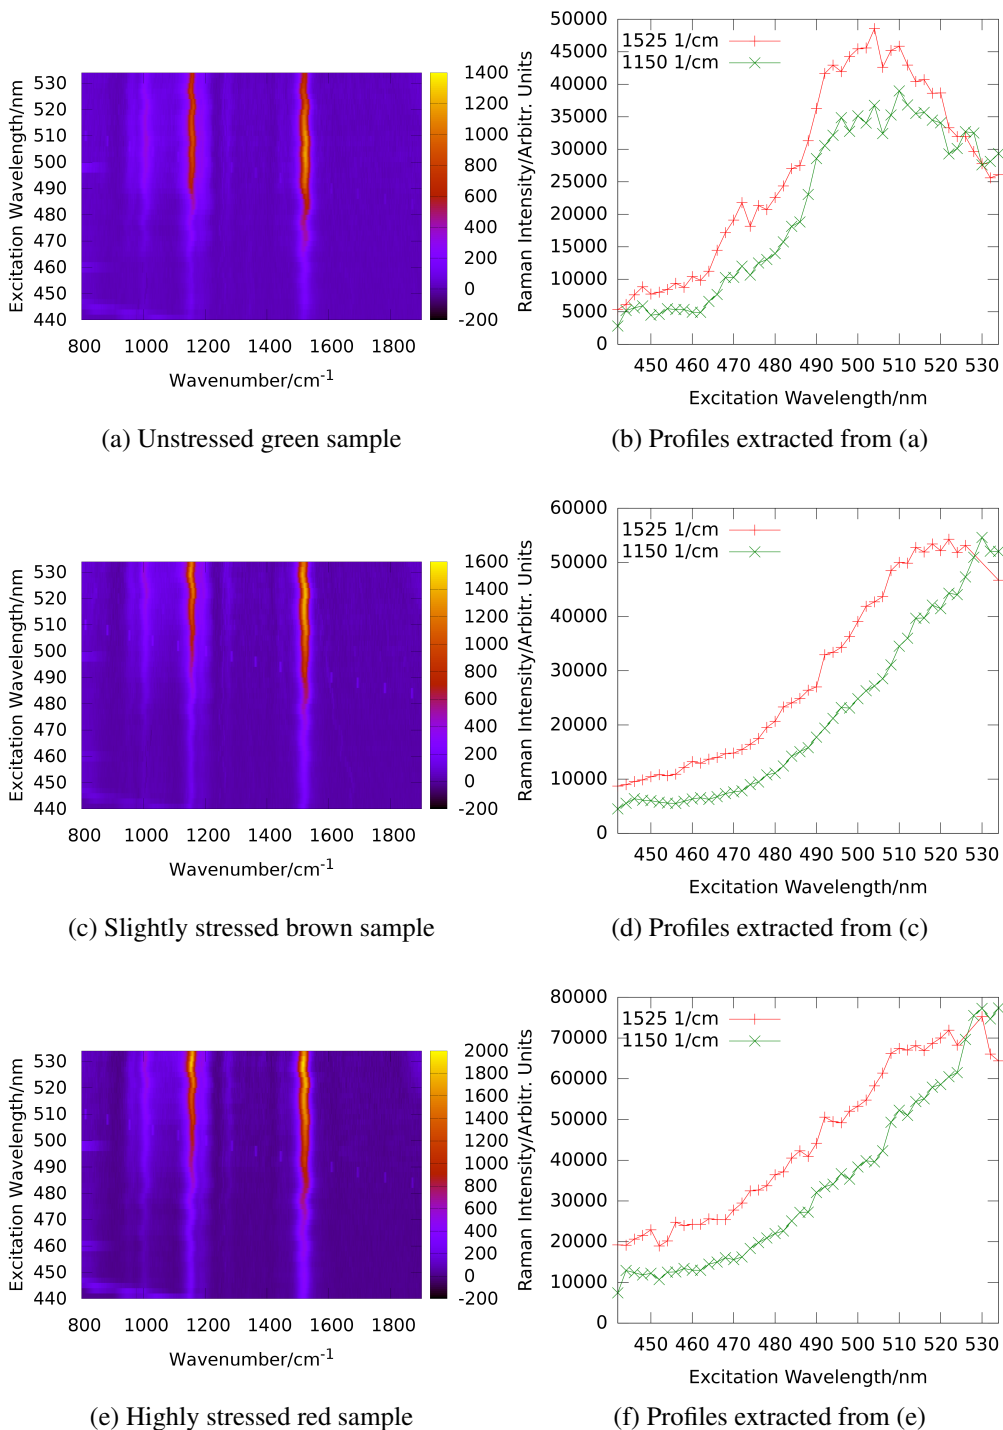 530
520
510
500
490
480
470
460
450
440
Excitation Wavelength/nm
800 1000 1200 1400 1600 1800
Wavenumber/cm-1
1400
1200
1000
800
600
400
200
0
-200
Raman Intensity/Arbitr. Units
50000
45000
40000
35000
30000
25000
20000
15000
10000
5000
0
1525 1/cm
1150 1/cm
450 460 470 480 490 500 510 520 530
Excitation Wavelength/nm
(a) Unstressed green sample
(b) Profiles extracted from (a)
530
520
510
500
490
480
470
460
450
440
Excitation Wavelength/nm
800 1000 1200 1400 1600 1800
Wavenumber/cm-1
1600
1400
1200
1000
800
600
400
200
0
-200
Raman Intensity/Arbitr. Units
60000
50000
40000
30000
20000
10000
0
1525 1/cm
1150 1/cm
450 460 470 480 490 500 510 520 530
Excitation Wavelength/nm
(c) Slightly stressed brown sample
(d) Profiles extracted from (c)
530
520
510
500
490
480
470
460
450
440
Excitation Wavelength/nm
800 1000 1200 1400 1600 1800
Wavenumber/cm-1
2000
1800
1600
1400
1200
1000
800
600
400
200
0
-200
Raman Intensity/Arbitr. Units
80000
70000
60000
50000
40000
30000
20000
10000
0
1525 1/cm
1150 1/cm
450 460 470 480 490 500 510 520 530
Excitation Wavelength/nm
(e) Highly stressed red sample
(f) Profiles extracted from (e)